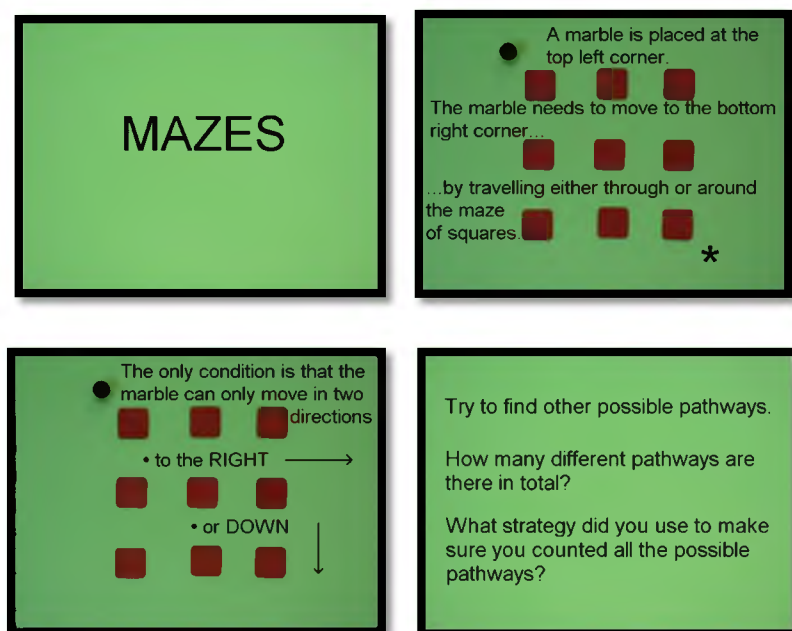 MAZES
A marble is placed at the
top left corner.
The marble needs to move to the bottom
right corner...
...by travelling either through or around
the maze
of squares.
*
The only condition is that the
marble can only move in two
directions
• to the RIGHT
• or DOWN
Try to find other possible pathways.
How many different pathways are
there in total?
What strategy did you use to make
sure you counted all the possible
pathways?